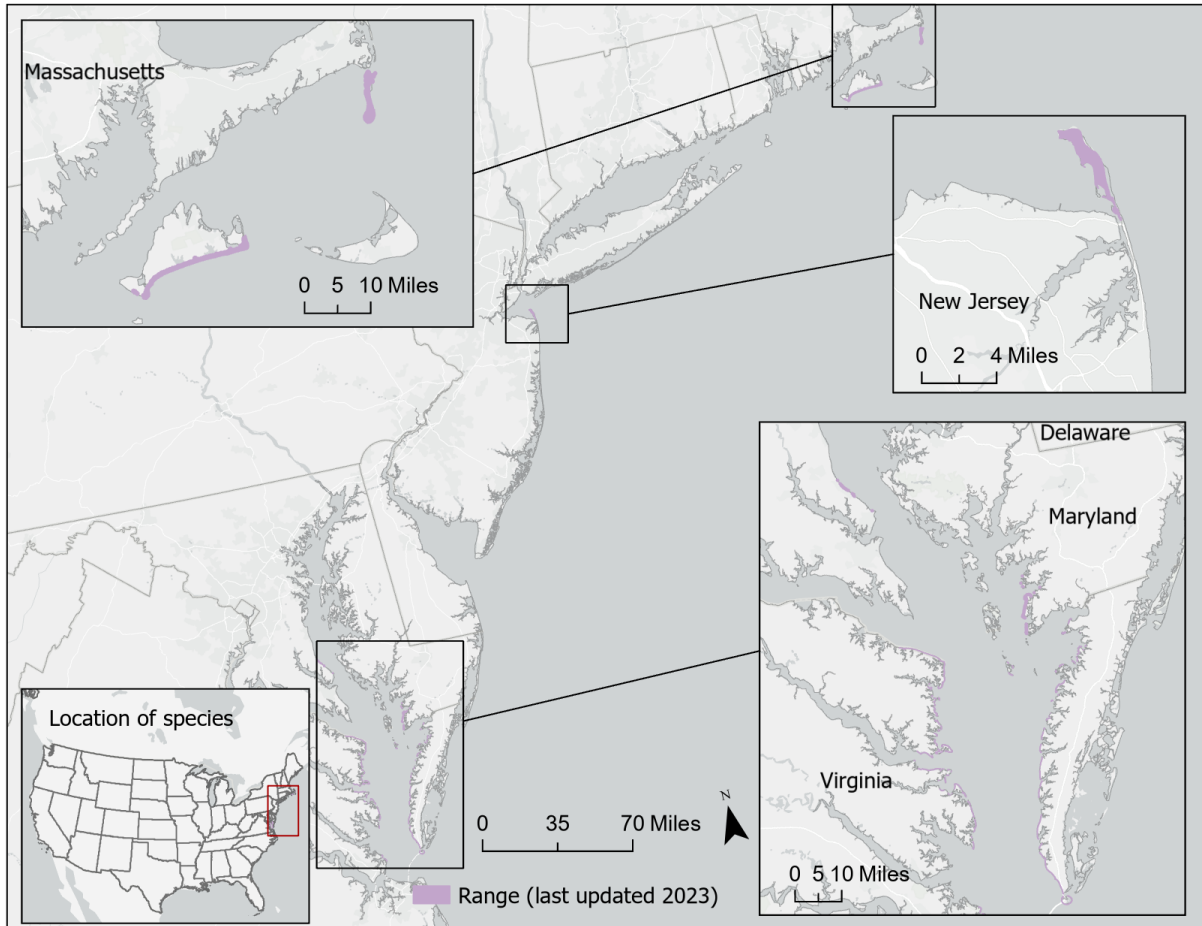 Massachusetts
0 5 10 Miles
New Jersey
0 2 4 Miles
Delaware
Maryland
Virginia
0 5 10 Miles
Location of species
N
0 35 70 Miles
Range (last updated 2023)